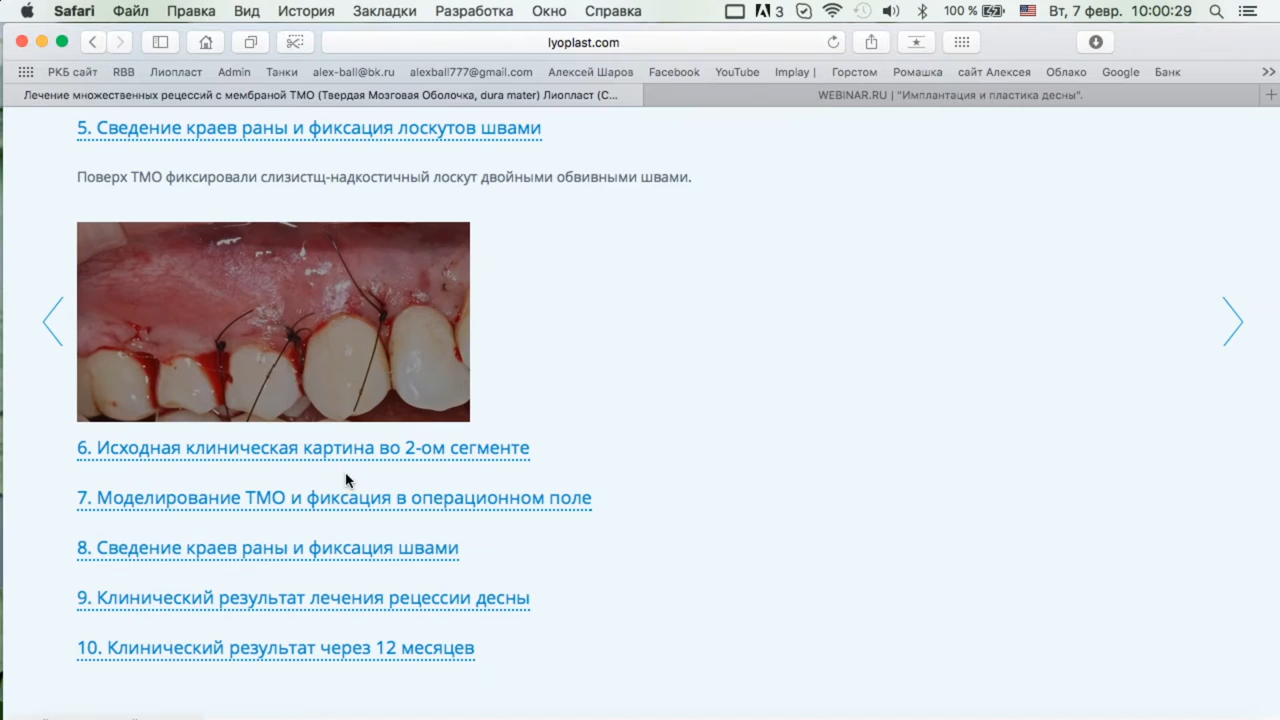 Safari Файл Правка Вид История Закладки Разработка Окно Справка 3 100 % Вт, 7 февр. 10:00:29
lyoplast.com
РКБ сайт RBB Лиопласт Admin Танки alex-ball@bk.ru alexball777@gmail.com Алексей Шаров Facebook YouTube Implay | Горстом Ромашка сайт Алексея Облако Google Банк
Лечение множественных рецессий с мембраной ТМО (Твердая Мозговая Оболочка, dura mater) Лиопласт (С... WEBINAR.RU | "Имплантация и пластика десны".
5. Сведение краев раны и фиксация лоскутов швами
Поверх ТМО фиксировали слизистщ-надкостичный лоскут двойными обвивными швами.
6. Исходная клиническая картина во 2-ом сегменте
7. Моделирование ТМО и фиксация в операционном поле
8. Сведение краев раны и фиксация швами
9. Клинический результат лечения рецессии десны
10. Клинический результат через 12 месяцев